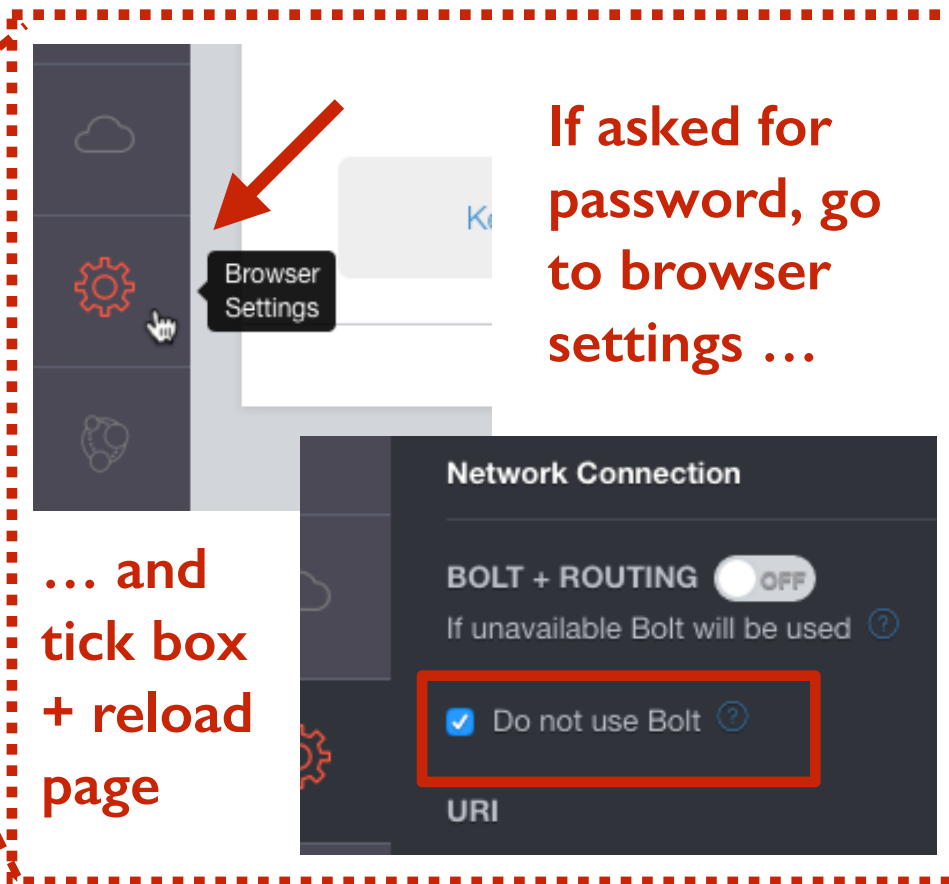 If asked for
password, go
to browser
settings …
Browser
Settings
… and
tick box
+ reload
page
Network Connection
BOLT + ROUTING OFF
If unavailable Bolt will be used ?
Do not use Bolt ?
URI